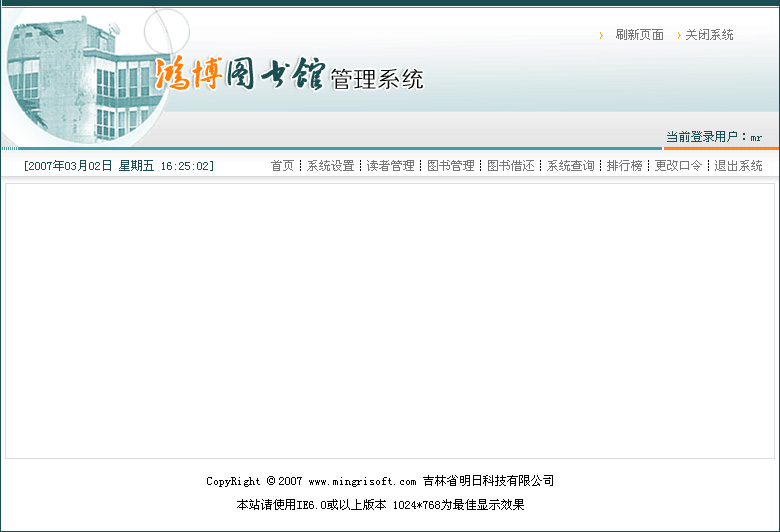 刷新页面 关闭系统
鸿博图书馆管理系统
当前登录用户：mr
[2007年03月02日 星期五 16:25:02] 首页┆系统设置┆读者管理┆图书管理┆图书借还┆系统查询┆排行榜┆更改口令┆退出系统
CopyRight © 2007 www.mingrisoft.com 吉林省明日科技有限公司
本站请使用IE6.0或以上版本 1024*768为最佳显示效果